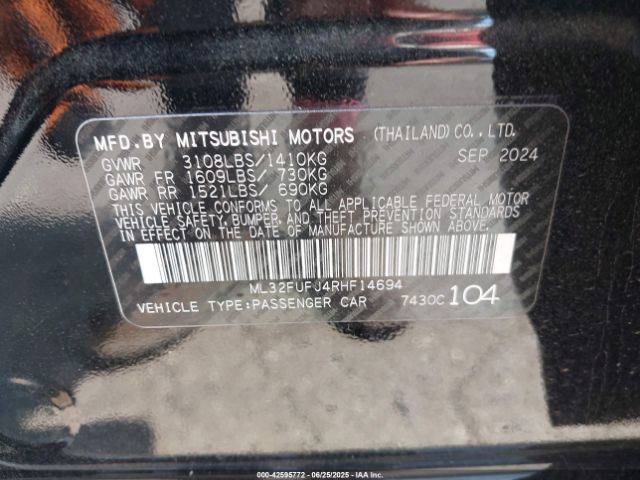 MFD.BY MITSUBISHI MOTORS (THAILAND) CO., LTD.
GVWR 3108LBS/1410KG SEP 2024
GAWR FR 1609LBS/ 730KG
GAWR RR 1521LBS/ 690KG
THIS VEHICLE CONFORMS TO ALL APPLICABLE FEDERAL MOTOR
VEHICLE SAFETY, BUMPER, AND THEFT PREVENTION STANDARDS
IN EFFECT ON THE DATE OF MANUFACTURE SHOWN ABOVE.
ML32FUFJ4RHF14694
VEHICLE TYPE:PASSENGER CAR 7430C 104
© 42595772 - 06/25/2025 - IAA Inc.